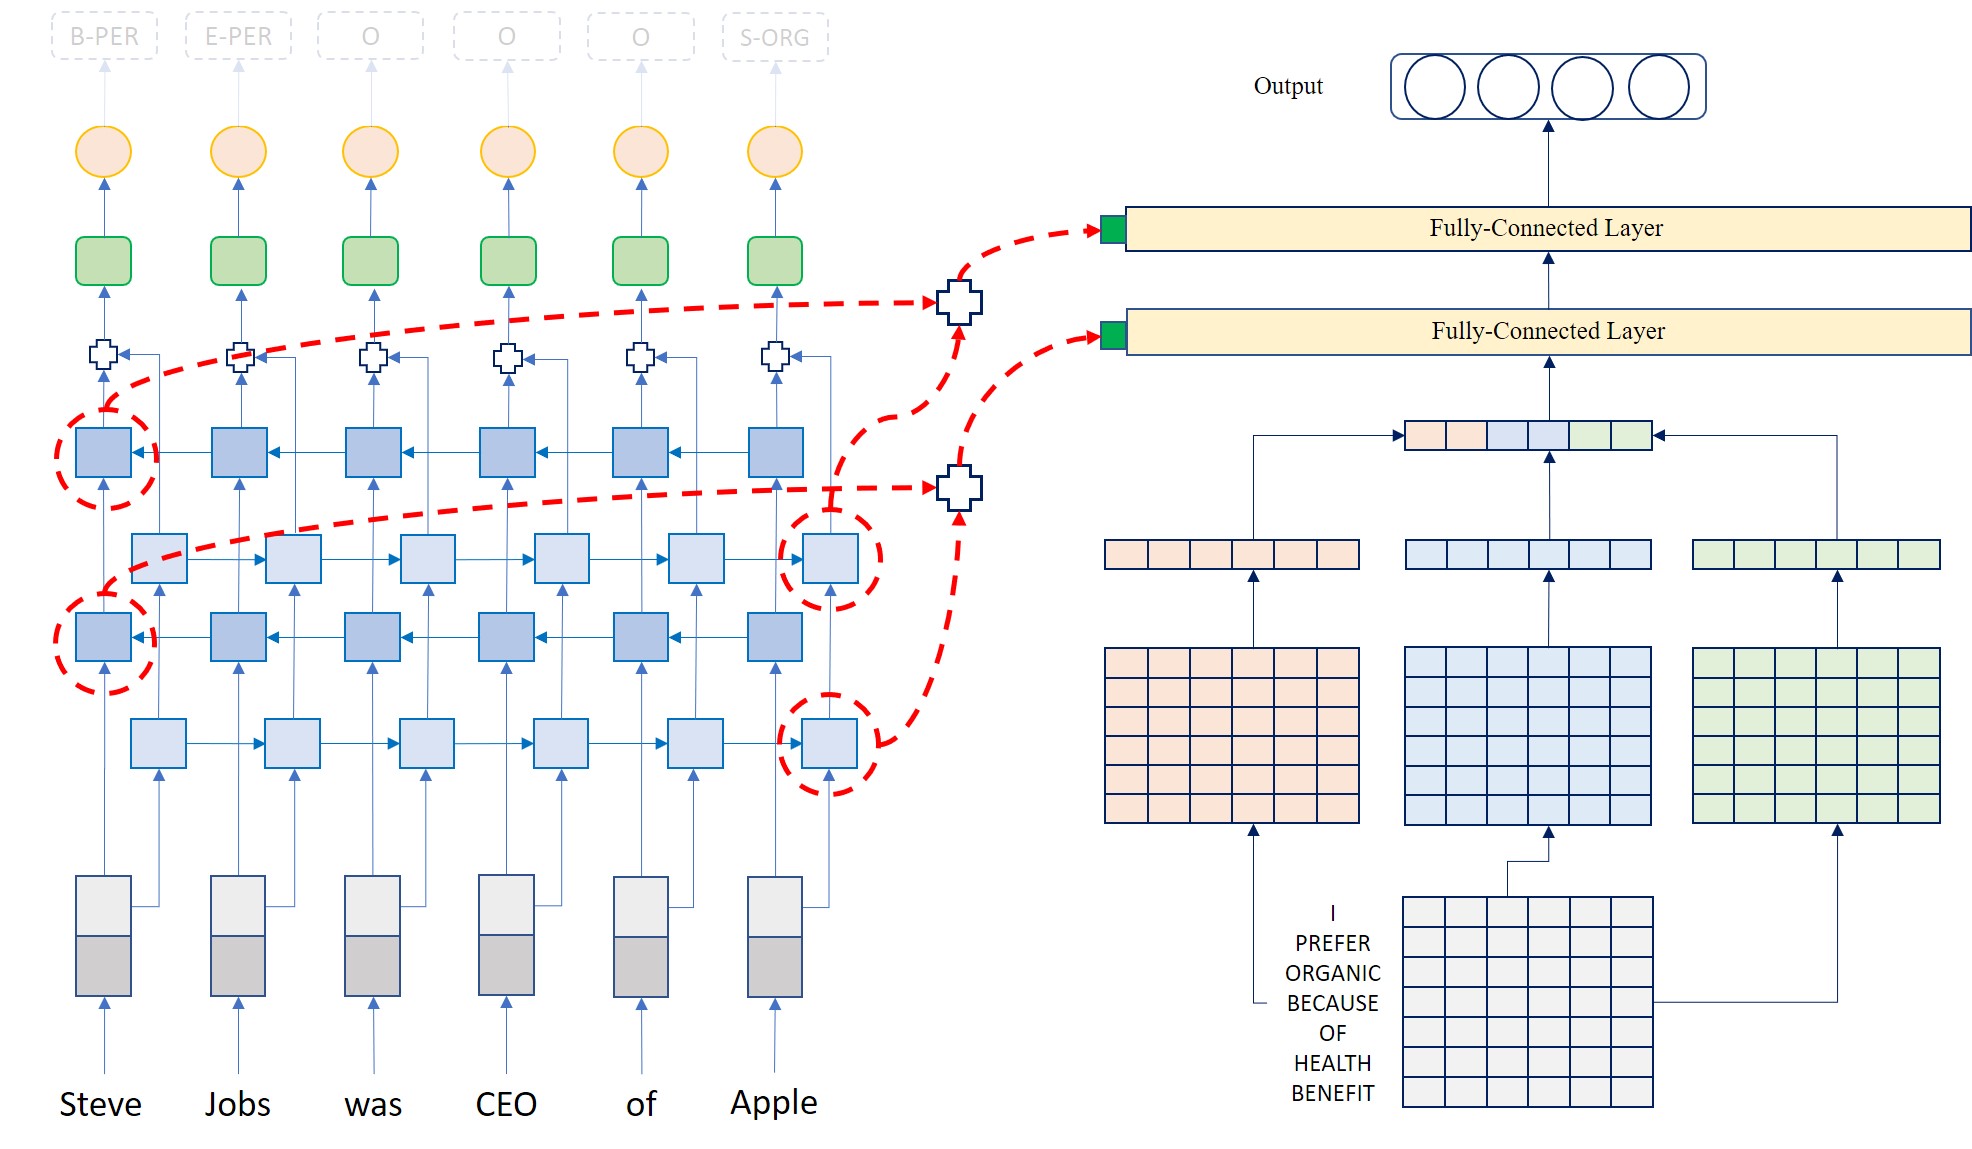 B-PER
E-PER
O
O
O
S-ORG
Output
Fully-Connected Layer
Fully-Connected Layer
I
PREFER
ORGANIC
BECAUSE
OF
HEALTH
BENEFIT
Steve
Jobs
was
CEO
of
Apple